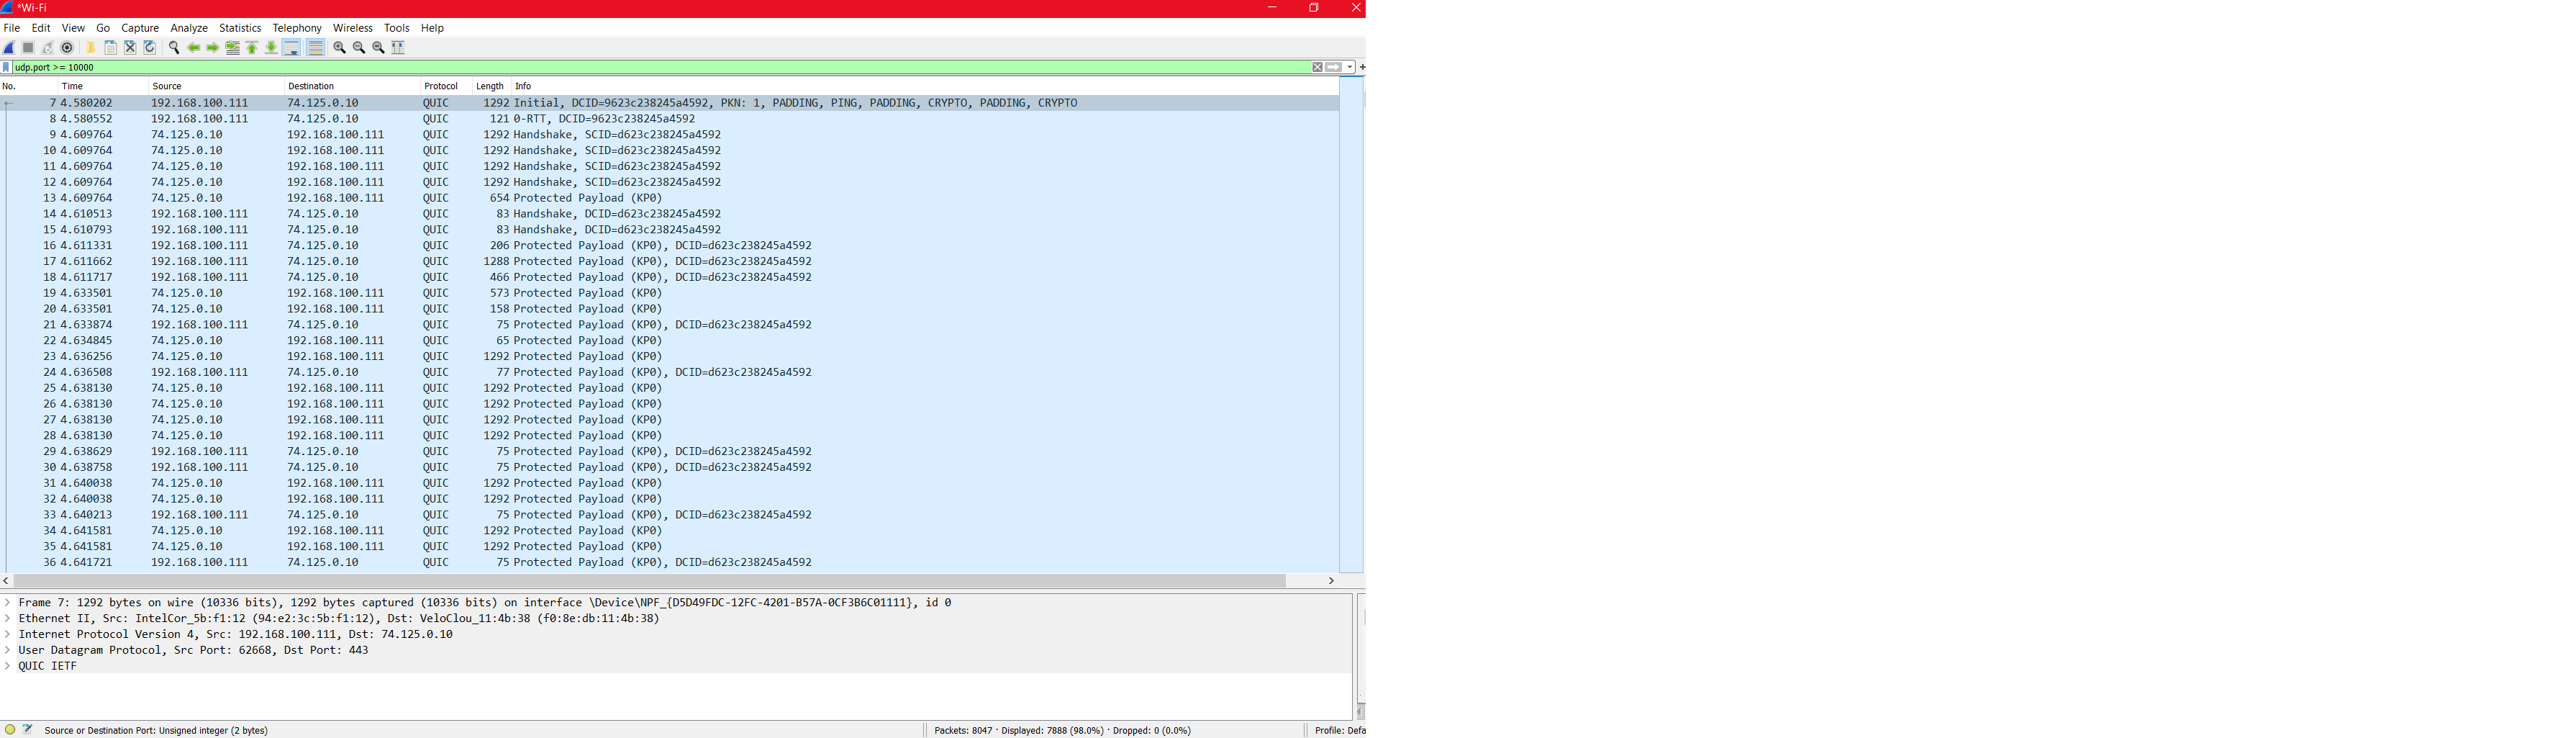 *Wi-Fi
File Edit View Go Capture Analyze Statistics Telephony Wireless Tools Help
udp.port >= 10000
No. Time Source Destination Protocol Length Info
7 4.580202 192.168.100.111 74.125.0.10 QUIC 1292 Initial, DCID=9623c238245a4592, PKN: 1, PADDING, PING, PADDING, CRYPTO, PADDING, CRYPTO
8 4.580552 192.168.100.111 74.125.0.10 QUIC 121 0-RTT, DCID=9623c238245a4592
9 4.609764 74.125.0.10 192.168.100.111 QUIC 1292 Handshake, SCID=d623c238245a4592
10 4.609764 74.125.0.10 192.168.100.111 QUIC 1292 Handshake, SCID=d623c238245a4592
11 4.609764 74.125.0.10 192.168.100.111 QUIC 1292 Handshake, SCID=d623c238245a4592
12 4.609764 74.125.0.10 192.168.100.111 QUIC 1292 Handshake, SCID=d623c238245a4592
13 4.609764 74.125.0.10 192.168.100.111 QUIC 654 Protected Payload (KP0)
14 4.610513 192.168.100.111 74.125.0.10 QUIC 83 Handshake, DCID=d623c238245a4592
15 4.610793 192.168.100.111 74.125.0.10 QUIC 83 Handshake, DCID=d623c238245a4592
16 4.611331 192.168.100.111 74.125.0.10 QUIC 206 Protected Payload (KP0), DCID=d623c238245a4592
17 4.611662 192.168.100.111 74.125.0.10 QUIC 1288 Protected Payload (KP0), DCID=d623c238245a4592
18 4.611717 192.168.100.111 74.125.0.10 QUIC 466 Protected Payload (KP0), DCID=d623c238245a4592
19 4.633501 74.125.0.10 192.168.100.111 QUIC 573 Protected Payload (KP0)
20 4.633501 74.125.0.10 192.168.100.111 QUIC 158 Protected Payload (KP0)
21 4.633874 192.168.100.111 74.125.0.10 QUIC 75 Protected Payload (KP0), DCID=d623c238245a4592
22 4.634845 74.125.0.10 192.168.100.111 QUIC 65 Protected Payload (KP0)
23 4.636256 74.125.0.10 192.168.100.111 QUIC 1292 Protected Payload (KP0)
24 4.636508 192.168.100.111 74.125.0.10 QUIC 77 Protected Payload (KP0), DCID=d623c238245a4592
25 4.638130 74.125.0.10 192.168.100.111 QUIC 1292 Protected Payload (KP0)
26 4.638130 74.125.0.10 192.168.100.111 QUIC 1292 Protected Payload (KP0)
27 4.638130 74.125.0.10 192.168.100.111 QUIC 1292 Protected Payload (KP0)
28 4.638130 74.125.0.10 192.168.100.111 QUIC 1292 Protected Payload (KP0)
29 4.638629 192.168.100.111 74.125.0.10 QUIC 75 Protected Payload (KP0), DCID=d623c238245a4592
30 4.638758 192.168.100.111 74.125.0.10 QUIC 75 Protected Payload (KP0), DCID=d623c238245a4592
31 4.640038 74.125.0.10 192.168.100.111 QUIC 1292 Protected Payload (KP0)
32 4.640038 74.125.0.10 192.168.100.111 QUIC 1292 Protected Payload (KP0)
33 4.640213 192.168.100.111 74.125.0.10 QUIC 75 Protected Payload (KP0), DCID=d623c238245a4592
34 4.641581 74.125.0.10 192.168.100.111 QUIC 1292 Protected Payload (KP0)
35 4.641581 74.125.0.10 192.168.100.111 QUIC 1292 Protected Payload (KP0)
36 4.641721 192.168.100.111 74.125.0.10 QUIC 75 Protected Payload (KP0), DCID=d623c238245a4592
Frame 7: 1292 bytes on wire (10336 bits), 1292 bytes captured (10336 bits) on interface \Device\NPF_{D5D49FDC-12FC-4201-B57A-0CF3B6C01111}, id 0
Ethernet II, Src: IntelCor_5b:f1:12 (94:e2:3c:5b:f1:12), Dst: VeloClou_11:4b:38 (f0:8e:db:11:4b:38)
Internet Protocol Version 4, Src: 192.168.100.111, Dst: 74.125.0.10
User Datagram Protocol, Src Port: 62668, Dst Port: 443
QUIC IETF
Source or Destination Port: Unsigned integer (2 bytes) Packets: 8047 · Displayed: 7888 (98.0%) · Dropped: 0 (0.0%) Profile: Defa